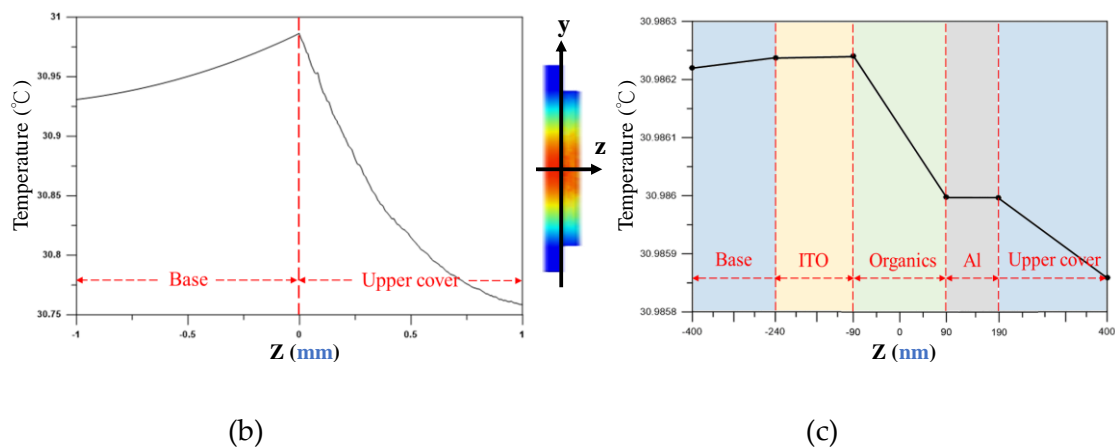 31
30.95
30.9
30.85
30.8
30.75
Temperature (℃)
Base
Upper cover
-1
-0.5
0
0.5
1
Z (mm)
y
z
30.9863
30.9862
30.9861
30.986
30.9859
30.9858
Temperature (℃)
Base
ITO
Organics
Al
Upper cover
-400
-240
-90
0
90
190
400
Z (nm)
(b)
(c)